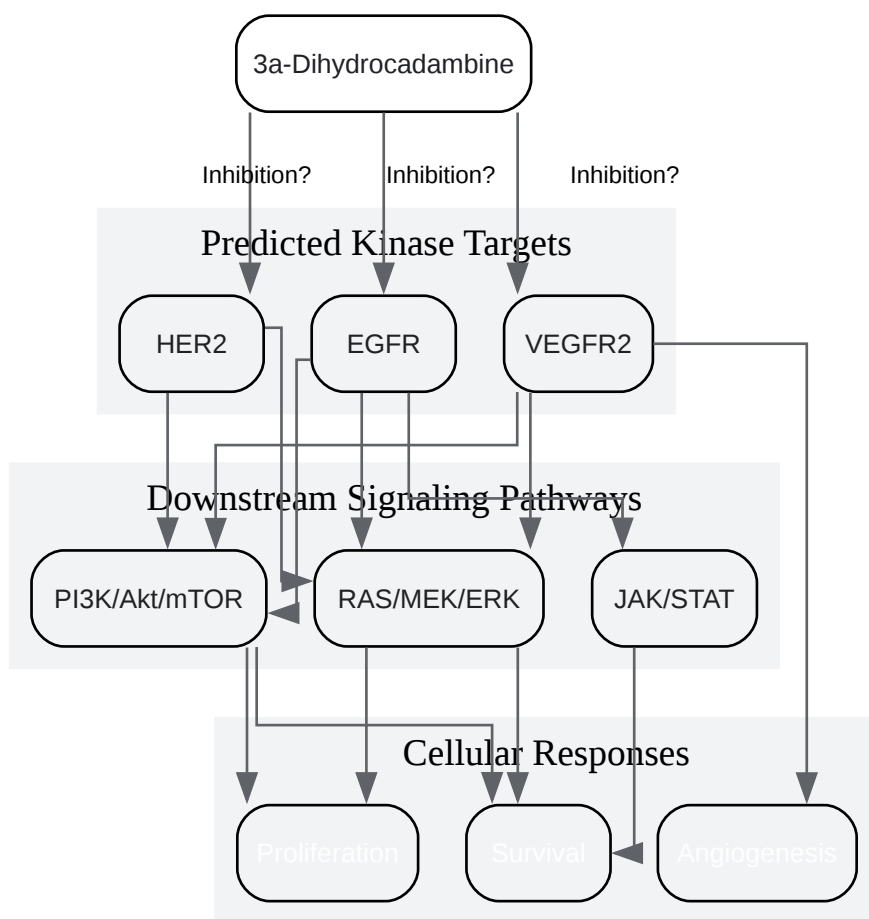 3a-Dihydrocadambine
Inhibition? Inhibition? Inhibition?
Predicted Kinase Targets
HER2 EGFR VEGFR2
Downstream Signaling Pathways
PI3K/Akt/mTOR RAS/MEK/ERK JAK/STAT
Cellular Responses
Proliferation Survival Angiogenesis